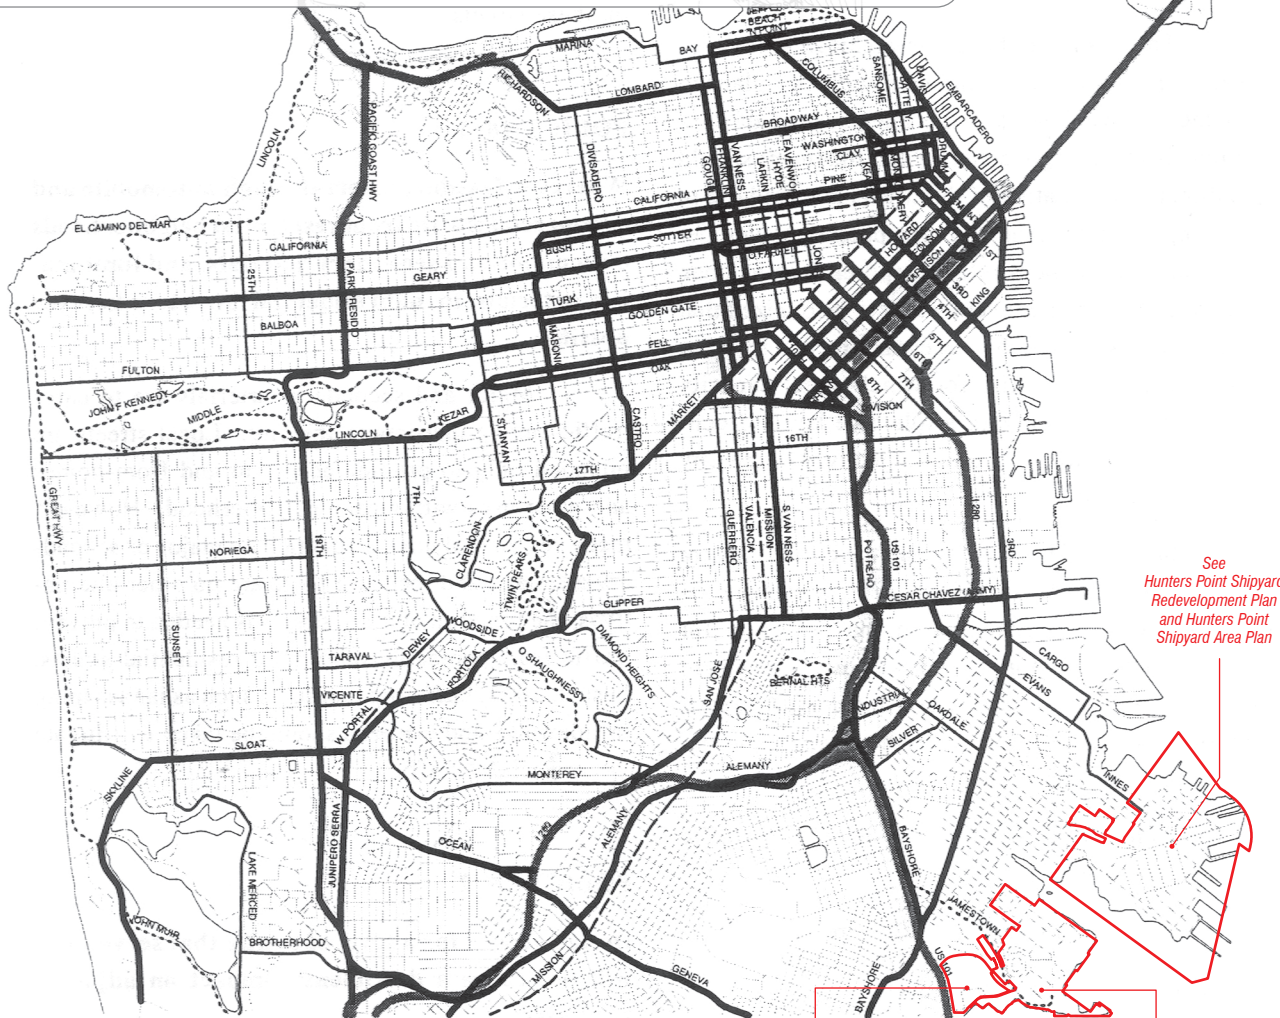 BEACH
N POINT
MARINA
BAY
RICHARDSON
LOMBARD
COLUMBUS
SANSOME
EMBARCADERO
BROADWAY
WASHINGTON
CLAY
PACIFIC COAST HWY
LINCOLN
DIVISADERO
GOUGH
FRANKLIN
VAN NESS
LARKIN
HYDE
PINE
CALIFORNIA
EL CAMINO DEL MAR
CALIFORNIA
BUSH
SUTTER
O'FARRELL
HOWARD
FOLSOM
HARRISON
1ST
3RD
KING
4TH
5TH
6TH
7TH
8TH
25TH
PARK PRESIDIO
GEARY
TURK
GOLDEN GATE
BALBOA
MASONIC
FELL
OAK
FULTON
JOHN F KENNEDY
MIDDLE
KEZAR
LINCOLN
STANYAN
CASTRO
MARKET
DIVISION
16TH
17TH
GREAT HWY
7TH
19TH
NORIEGA
CLARENDON
TWIN PEAKS
GUERRERO
VALENCIA
MISSION
S VAN NESS
POTRERO
US 101
I 280
3RD
CESAR CHAVEZ (ARMY)
CLIPPER
SUNSET
WOODSIDE
DEWEY
TARAVAL
PORTOLA
O SHAUGHNESSY
DIAMOND HEIGHTS
SAN JOSE
BERNAL HTS
VICENTE
W PORTAL
INDUSTRIAL
OAKDALE
SILVER
CARGO
EVANS
SLOAT
SKYLINE
MONTEREY
ALEMANY
INNES
I 280
ALEMANY
OCEAN
JUNIPERO SERRA
LAKE MERCED
JOHN MUIR
BROTHERHOOD
MISSION
GENEVA
BAYSHORE
JAMESTOWN
US 101
BAYSHORE
See
Hunters Point Shipyard
Redevelopment Plan
and Hunters Point
Shipyard Area Plan